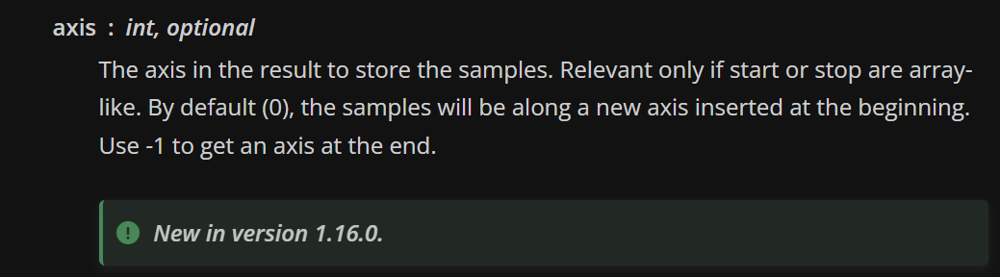 axis : int, optional
The axis in the result to store the samples. Relevant only if start or stop are array-
like. By default (0), the samples will be along a new axis inserted at the beginning.
Use -1 to get an axis at the end.
New in version 1.16.0.